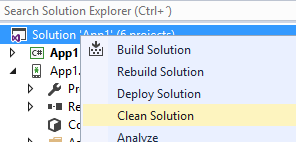 Search Solution Explorer (Ctrl+´)
Solution 'App1' (6 projects)
C# App1
Build Solution
App1.
Rebuild Solution
Pr
Deploy Solution
Re
Clean Solution
Co
Analyze